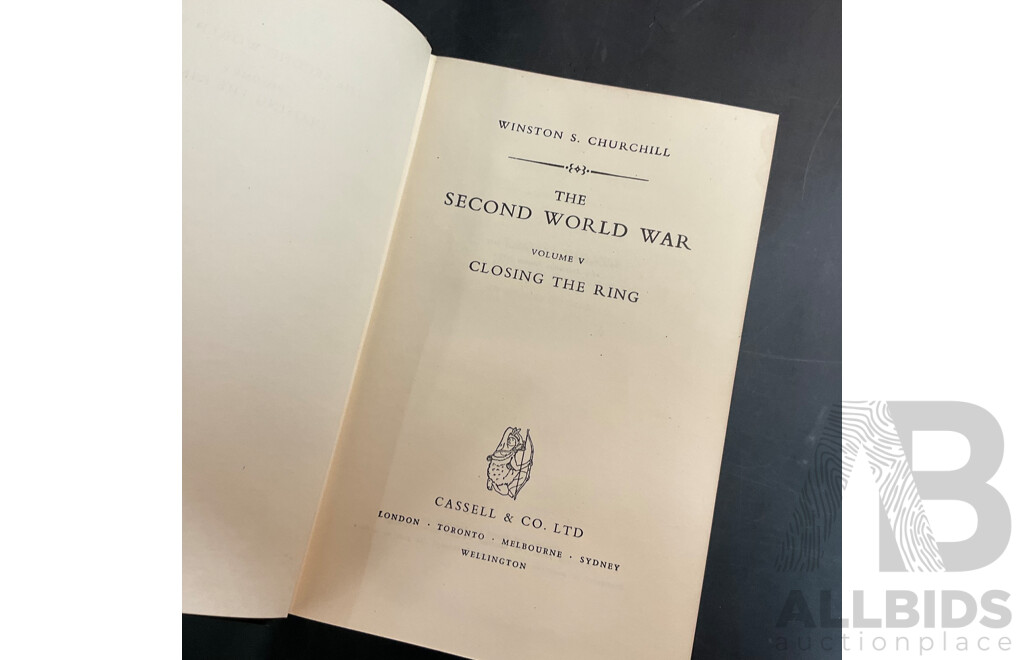 WINSTON S. CHURCHILL
THE
SECOND WORLD WAR
VOLUME V
CLOSING THE RING
CASSELL & CO. LTD
LONDON · TORONTO · MELBOURNE · SYDNEY
WELLINGTON
AB
ALLBIDS
auctionplace